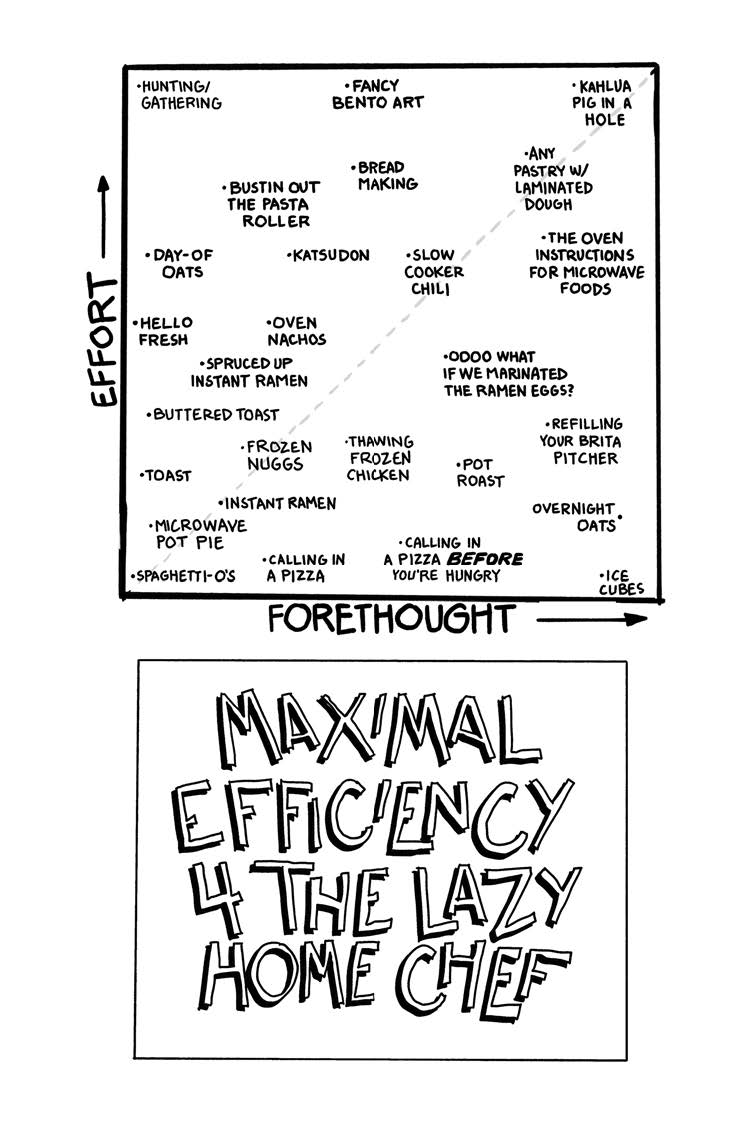 •HUNTING/
GATHERING
•FANCY
BENTO ART
•KAHLUA
PIG IN A
HOLE
•BREAD
MAKING
•ANY
PASTRY W/
LAMINATED
DOUGH
•BUSTIN OUT
THE PASTA
ROLLER
•DAY-OF
OATS
•KATSUDON
•SLOW
COOKER
CHILI
•THE OVEN
INSTRUCTIONS
FOR MICROWAVE
FOODS
•HELLO
FRESH
•OVEN
NACHOS
•SPRUCED UP
INSTANT RAMEN
•OOOO WHAT
IF WE MARINATED
THE RAMEN EGGS?
•BUTTERED TOAST
•REFILLING
YOUR BRITA
PITCHER
•FROZEN
NUGGS
•THAWING
FROZEN
CHICKEN
•POT
ROAST
•TOAST
•INSTANT RAMEN
OVERNIGHT
OATS•
•MICROWAVE
POT PIE
•SPAGHETTI-O'S
•CALLING IN
A PIZZA
•CALLING IN
A PIZZA BEFORE
YOU'RE HUNGRY
•ICE
CUBES
EFFORT →
FORETHOUGHT →
MAXIMAL
EFFICIENCY
4 THE LAZY
HOME CHEF